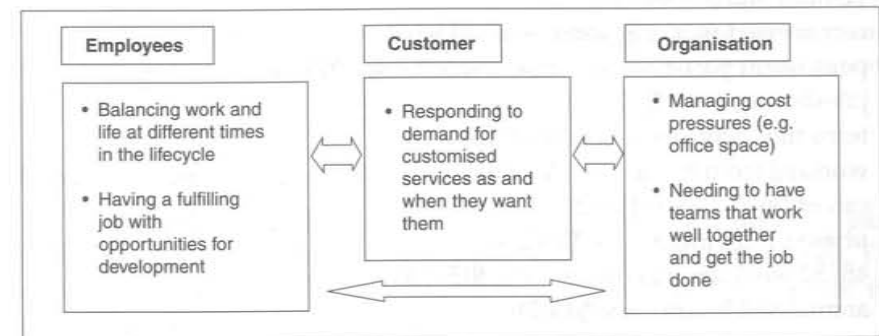 Employees
• Balancing work and
life at different times
in the lifecycle
• Having a fulfilling
job with
opportunities for
development
Customer
• Responding to
demand for
customised
services as and
when they want
them
Organisation
• Managing cost
pressures (e.g.
office space)
• Needing to have
teams that work
well together
and get the job
done